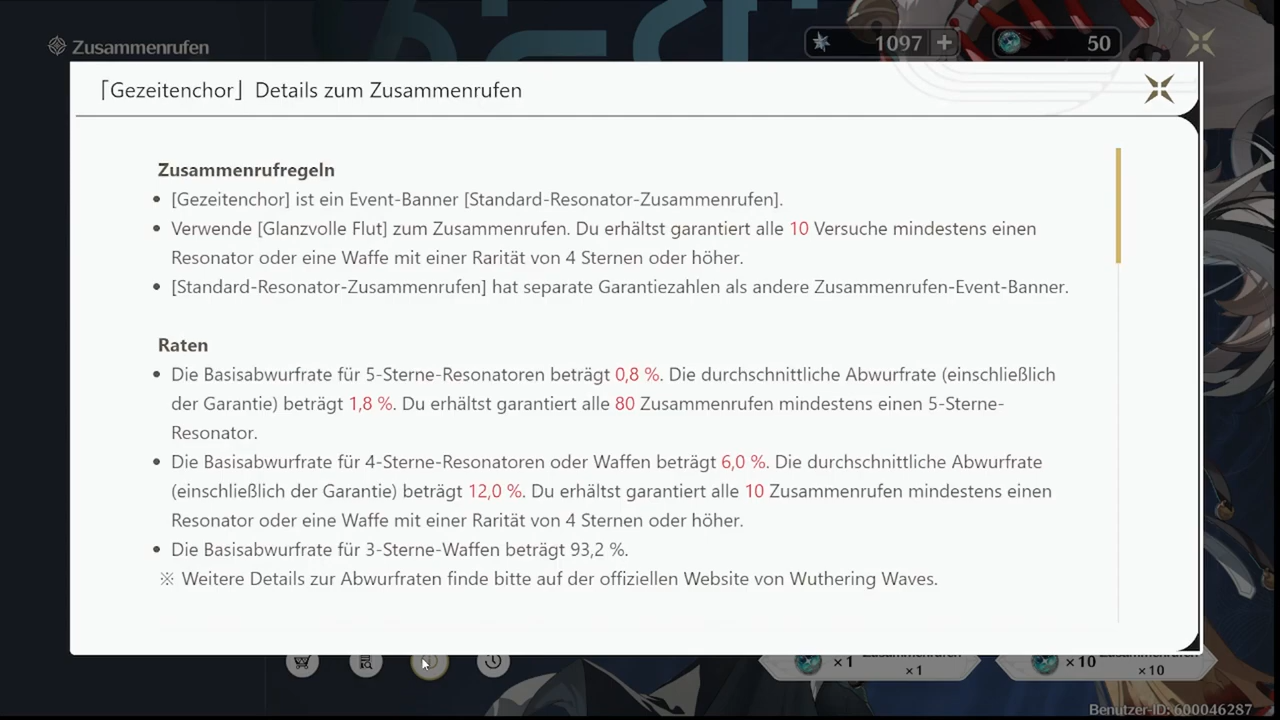 Zusammenrufen
1097
50
「Gezeitenchor」 Details zum Zusammenrufen
Zusammenrufregeln
• [Gezeitenchor] ist ein Event-Banner [Standard-Resonator-Zusammenrufen].
• Verwende [Glanzvolle Flut] zum Zusammenrufen. Du erhältst garantiert alle 10 Versuche mindestens einen
Resonator oder eine Waffe mit einer Rarität von 4 Sternen oder höher.
• [Standard-Resonator-Zusammenrufen] hat separate Garantiezahlen als andere Zusammenrufen-Event-Banner.
Raten
• Die Basisabwurfrate für 5-Sterne-Resonatoren beträgt 0,8 %. Die durchschnittliche Abwurfrate (einschließlich
der Garantie) beträgt 1,8 %. Du erhältst garantiert alle 80 Zusammenrufen mindestens einen 5-Sterne-
Resonator.
• Die Basisabwurfrate für 4-Sterne-Resonatoren oder Waffen beträgt 6,0 %. Die durchschnittliche Abwurfrate
(einschließlich der Garantie) beträgt 12,0 %. Du erhältst garantiert alle 10 Zusammenrufen mindestens einen
Resonator oder eine Waffe mit einer Rarität von 4 Sternen oder höher.
• Die Basisabwurfrate für 3-Sterne-Waffen beträgt 93,2 %.
※ Weitere Details zur Abwurfraten finde bitte auf der offiziellen Website von Wuthering Waves.
×1 Zusammenrufen
×1
×10 Zusammenrufen
×10
Benutzer-ID: 600046287